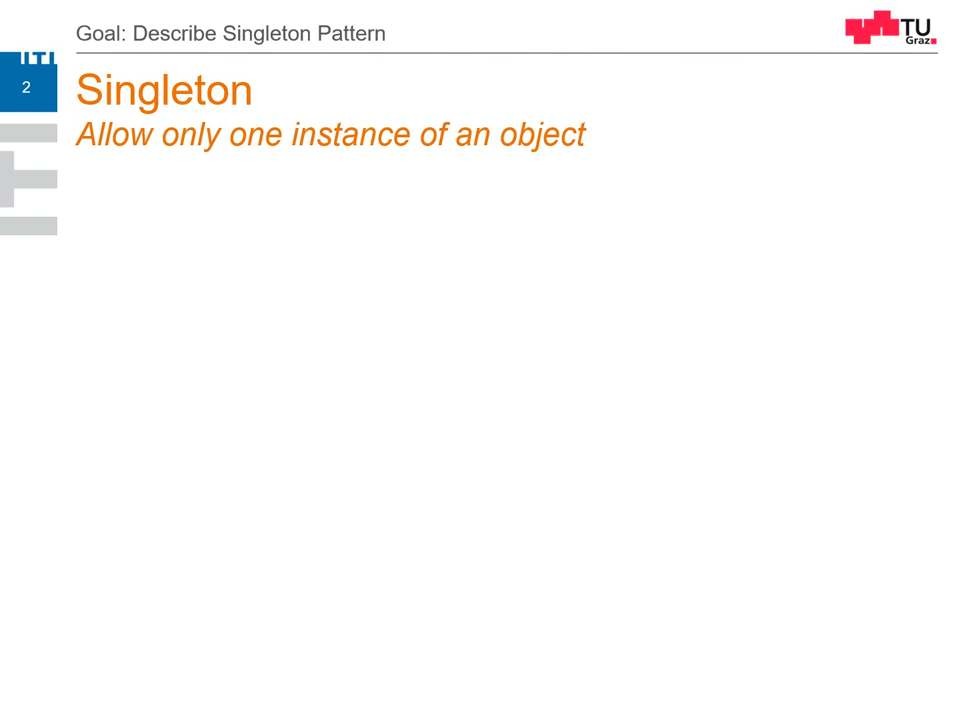 Goal: Describe Singleton Pattern
TU
Graz
2
Singleton
Allow only one instance of an object